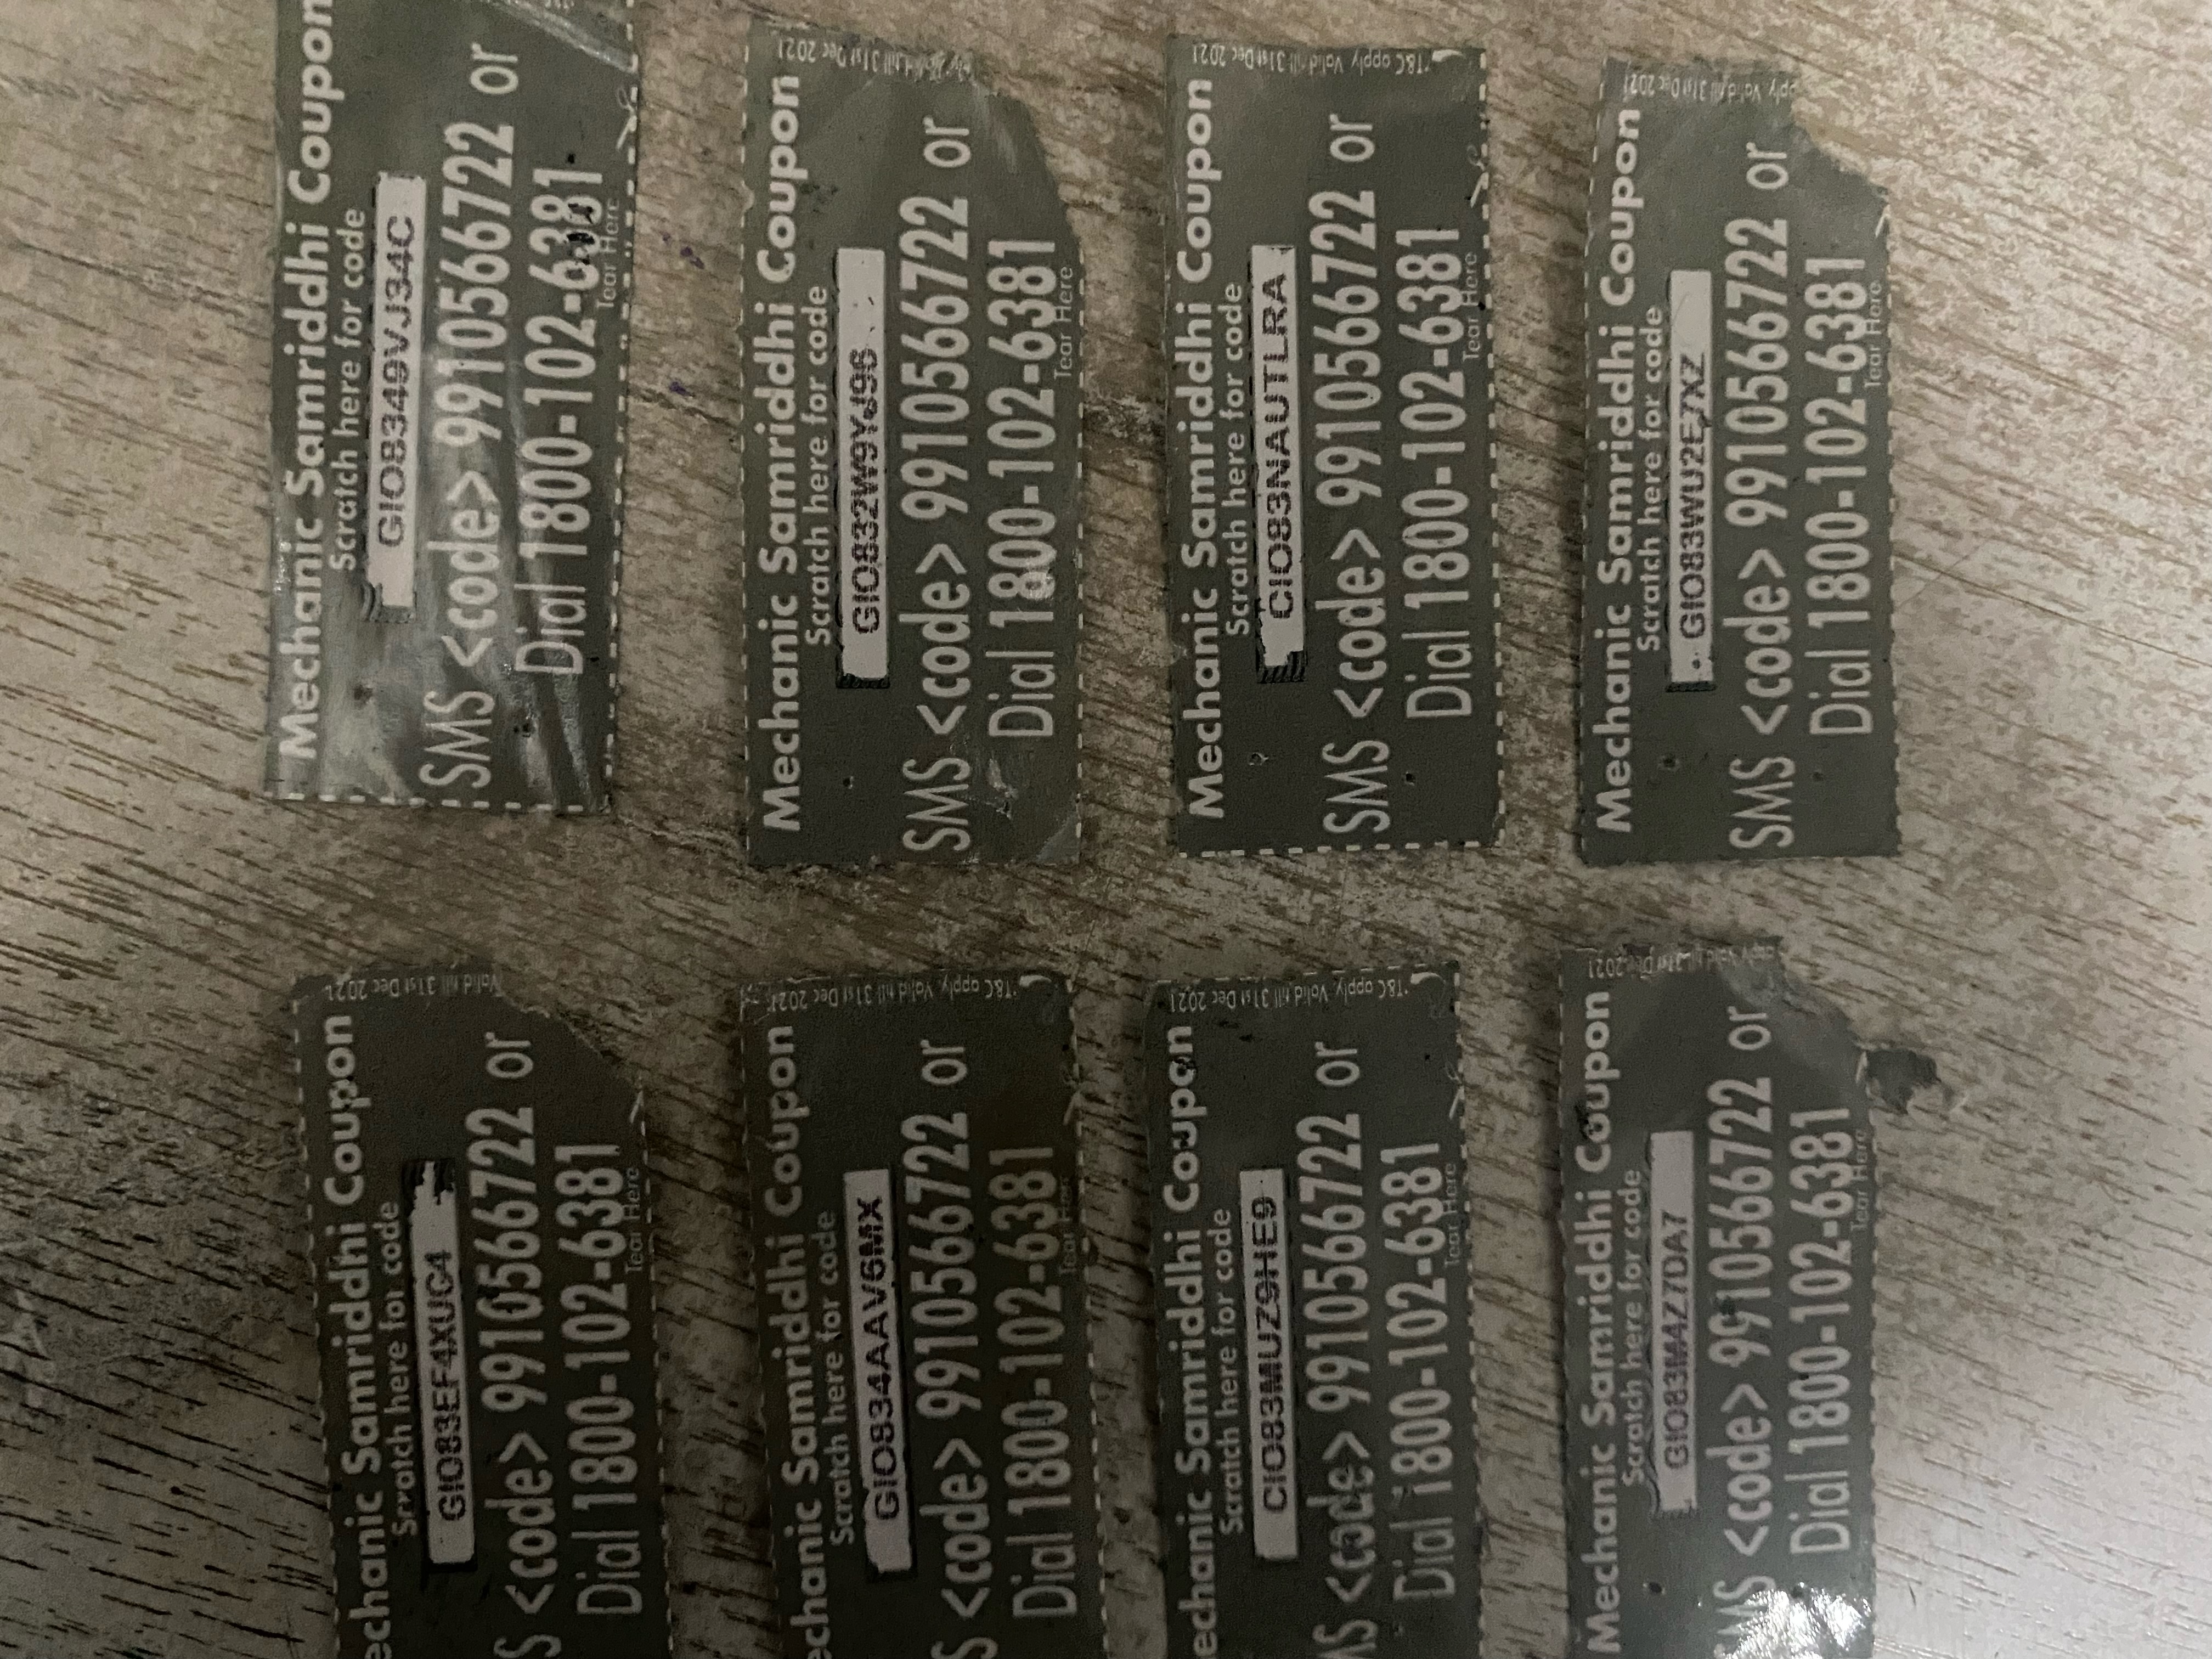 echanic Samriddhi Coupon
Scratch here for code
GIO83EF4XUG4
S <code> 9910566722 or
Dial 1800-102-6381
Tear Here
Valid till 31st Dec 2021
Mechanic Samriddhi Coupon
Scratch here for code
GIO8349VJ34C
SMS <code> 9910566722 or
Dial 1800-102-6381
Tear Here
echanic Samriddhi Coupon
Scratch here for code
GIO834AAV6MX
S <code> 9910566722 or
Dial 1800-102-6381
Tear Here
*T&C apply Valid till 31st Dec 2021
Mechanic Samriddhi Coupon
Scratch here for code
GIO832W9YJ96
SMS <code> 9910566722 or
Dial 1800-102-6381
Tear Here
till 31st Dec 2021
echanic Samriddhi Coupon
Scratch here for code
CIO83MUZ9HE9
MS <code> 9910566722 or
Dial 1800-102-6381
Tear Here
*T&C apply Valid till 31st Dec 2021
Mechanic Samriddhi Coupon
Scratch here for code
CIO83NAUTLRA
SMS <code> 9910566722 or
Dial 1800-102-6381
Tear Here
*T&C apply Valid till 31st Dec 2021
Mechanic Samriddhi Coupon
Scratch here for code
GIO83M4Z7DA7
SMS <code> 9910566722 or
Dial 1800-102-6381
Tear Here
2021
Mechanic Samriddhi Coupon
Scratch here for code
GIO83WU2E7XZ
SMS <code> 9910566722 or
Dial 1800-102-6381
Tear Here
pply Valid till 31st Dec 2021